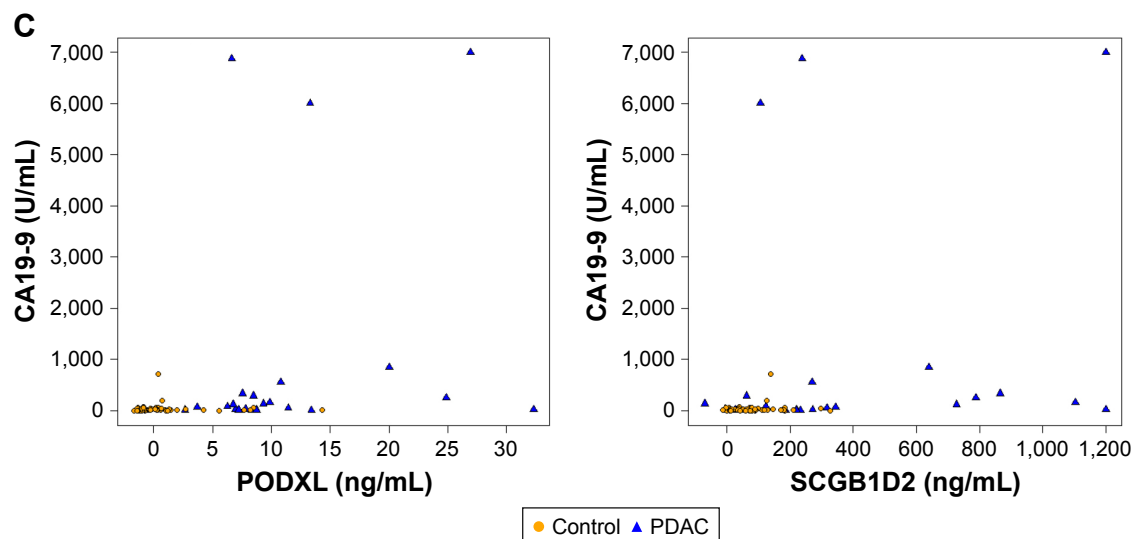 C
7,000
6,000
5,000
4,000
3,000
2,000
1,000
0
CA19-9 (U/mL)
0 5 10 15 20 25 30
PODXL (ng/mL)
7,000
6,000
5,000
4,000
3,000
2,000
1,000
0
CA19-9 (U/mL)
0 200 400 600 800 1,000 1,200
SCGB1D2 (ng/mL)
Control PDAC